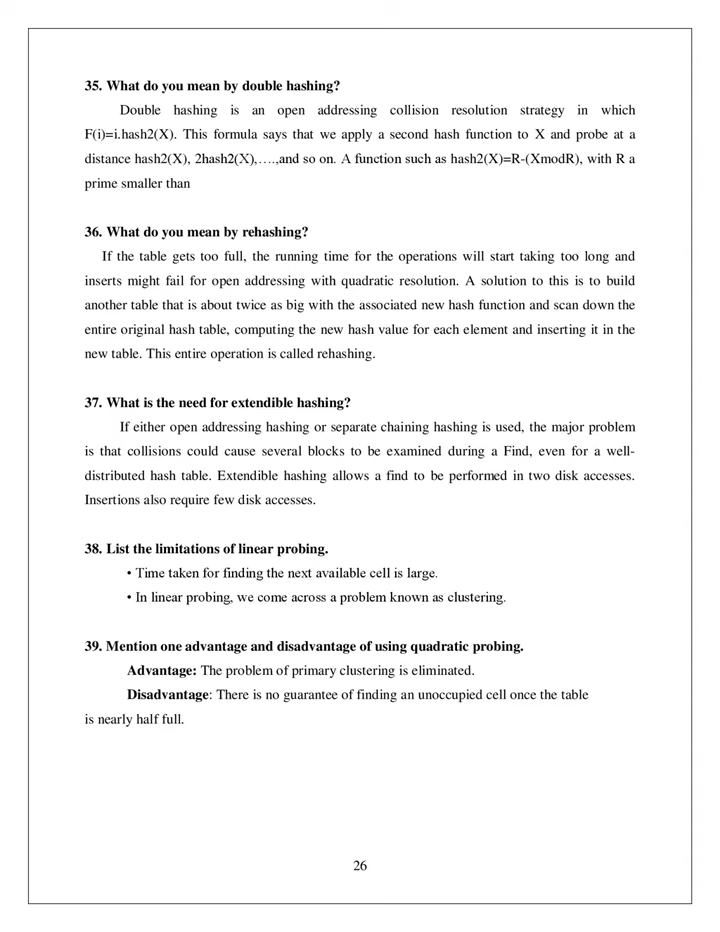 35. What do you mean by double hashing?
Double hashing is an open addressing collision resolution strategy in which
F(i)=i.hash2(X). This formula says that we apply a second hash function to X and probe at a
distance hash2(X), 2hash2(X),….,and so on. A function such as hash2(X)=R-(XmodR), with R a
prime smaller than
36. What do you mean by rehashing?
If the table gets too full, the running time for the operations will start taking too long and
inserts might fail for open addressing with quadratic resolution. A solution to this is to build
another table that is about twice as big with the associated new hash function and scan down the
entire original hash table, computing the new hash value for each element and inserting it in the
new table. This entire operation is called rehashing.
37. What is the need for extendible hashing?
If either open addressing hashing or separate chaining hashing is used, the major problem
is that collisions could cause several blocks to be examined during a Find, even for a well-
distributed hash table. Extendible hashing allows a find to be performed in two disk accesses.
Insertions also require few disk accesses.
38. List the limitations of linear probing.
• Time taken for finding the next available cell is large.
• In linear probing, we come across a problem known as clustering.
39. Mention one advantage and disadvantage of using quadratic probing.
Advantage: The problem of primary clustering is eliminated.
Disadvantage: There is no guarantee of finding an unoccupied cell once the table
is nearly half full.
26